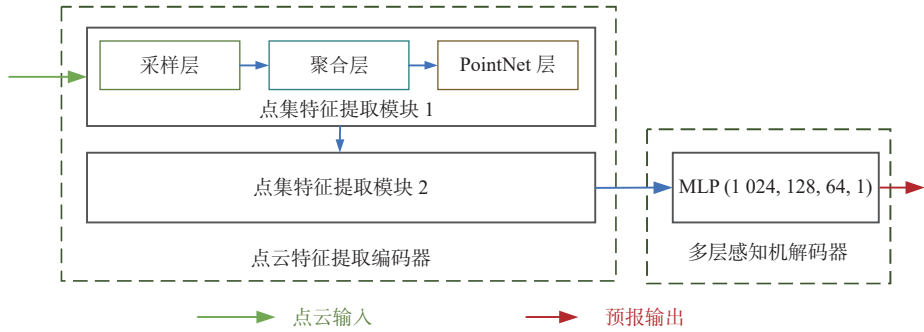 采样层
聚合层
PointNet 层
点集特征提取模块 1
点集特征提取模块 2
点云特征提取编码器
MLP (1 024, 128, 64, 1)
多层感知机解码器
点云输入
预报输出